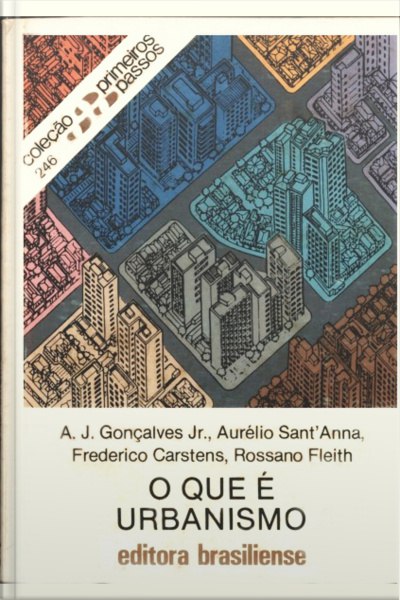 coleção primeiros
passos
246
A. J. Gonçalves Jr., Aurélio Sant'Anna,
Frederico Carstens, Rossano Fleith
O QUE É
URBANISMO
editora brasiliense